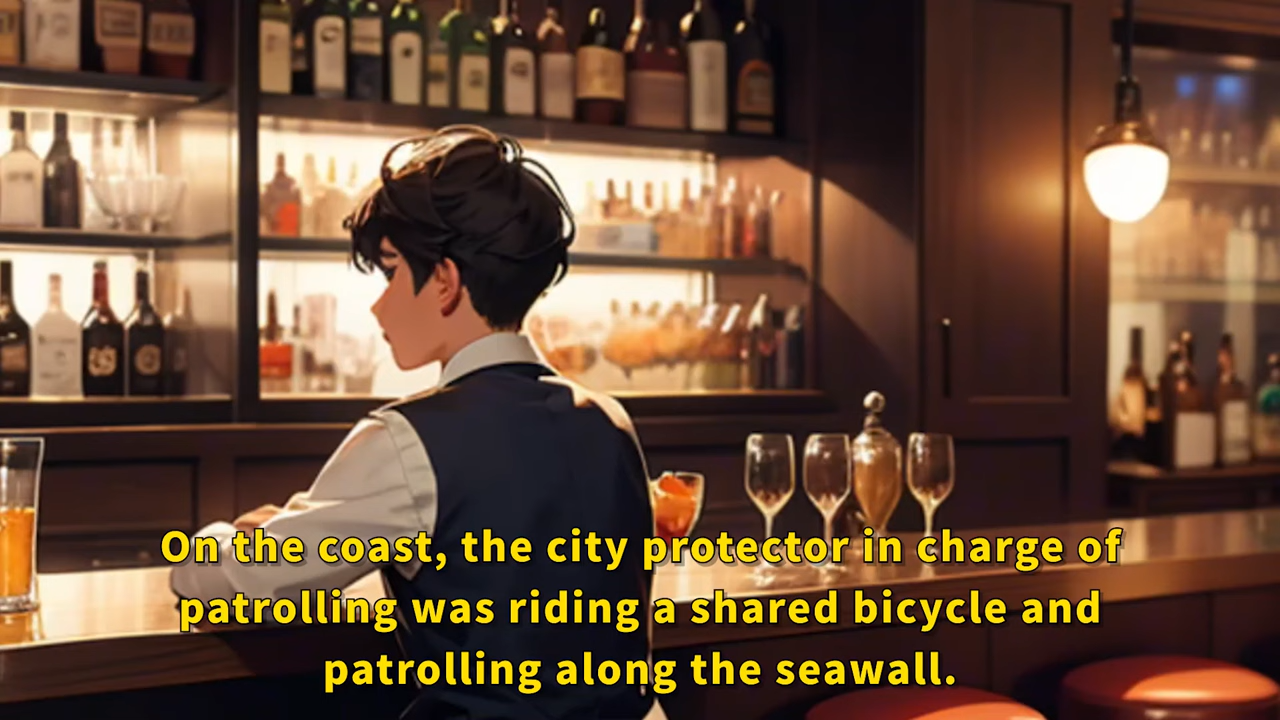 On the coast, the city protector in charge of
patrolling was riding a shared bicycle and
patrolling along the seawall.